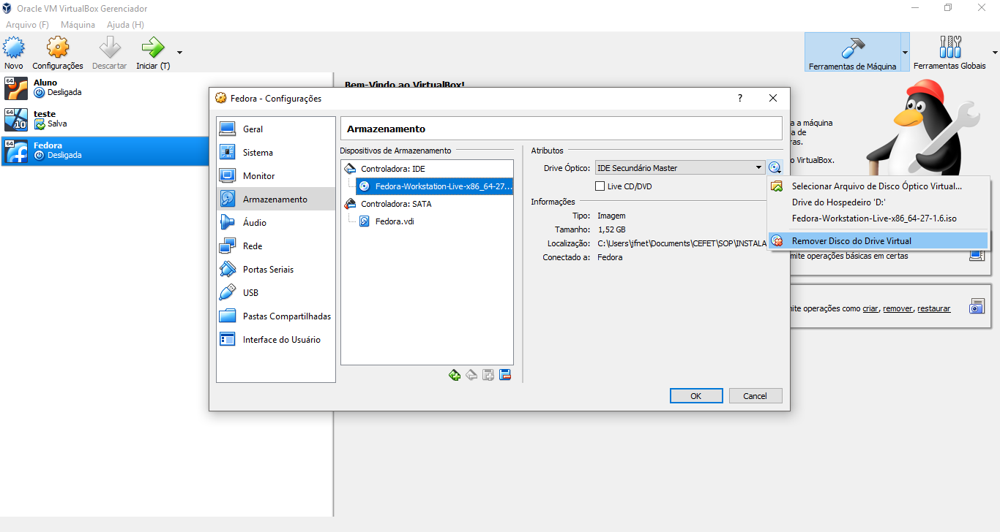 Oracle VM VirtualBox Gerenciador
Arquivo (F) Máquina Ajuda (H)
Novo Configurações Descartar Iniciar (T) Ferramentas de Máquina Ferramentas Globais
64 Aluno
Desligada
64 10 teste
Salva
64 Fedora
Desligada
Bem-Vindo ao VirtualBox!
a a máquina
a de
ras.
o VirtualBox.
Fedora - Configurações ?
Geral
Sistema
Monitor
Armazenamento
Áudio
Rede
Portas Seriais
USB
Pastas Compartilhadas
Interface do Usuário
Armazenamento
Dispositivos de Armazenamento
Controladora: IDE
Fedora-Workstation-Live-x86_64-27...
Controladora: SATA
Fedora.vdi
Atributos
Drive Óptico: IDE Secundário Master
Live CD/DVD
Informações
Tipo: Imagem
Tamanho: 1,52 GB
Localização: C:\Users\jfnet\Documents\CEFET\SOP\INSTALA
Conectado a: Fedora
OK Cancel
Selecionar Arquivo de Disco Óptico Virtual...
Drive do Hospedeiro 'D:'
Fedora-Workstation-Live-x86_64-27-1.6.iso
Remover Disco do Drive Virtual
mite operações básicas em certas
ite operações como criar, remover, restaurar